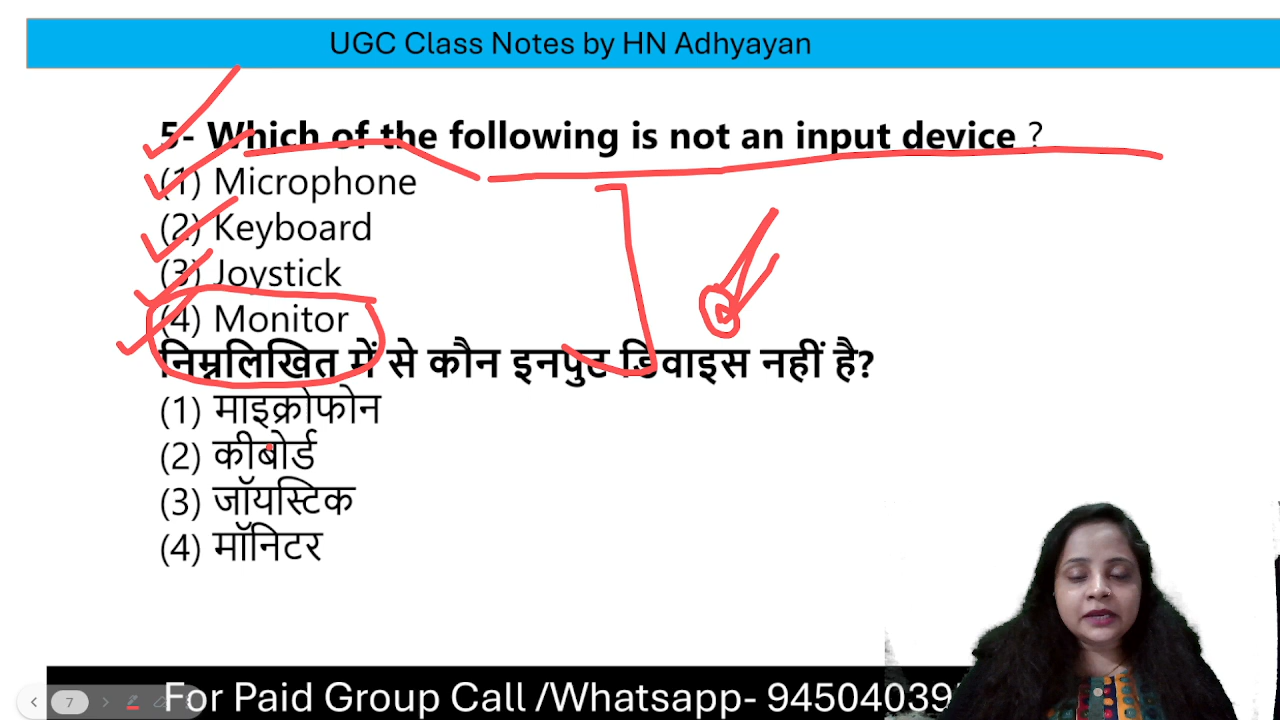 UGC Class Notes by HN Adhyayan
5- Which of the following is not an input device ?
(1) Microphone
(2) Keyboard
(3) Joystick
(4) Monitor
निम्नलिखित में से कौन इनपुट डिवाइस नहीं है?
(1) माइक्रोफोन
(2) कीबोर्ड
(3) जॉयस्टिक
(4) मॉनिटर
7
For Paid Group Call /Whatsapp- 94504039